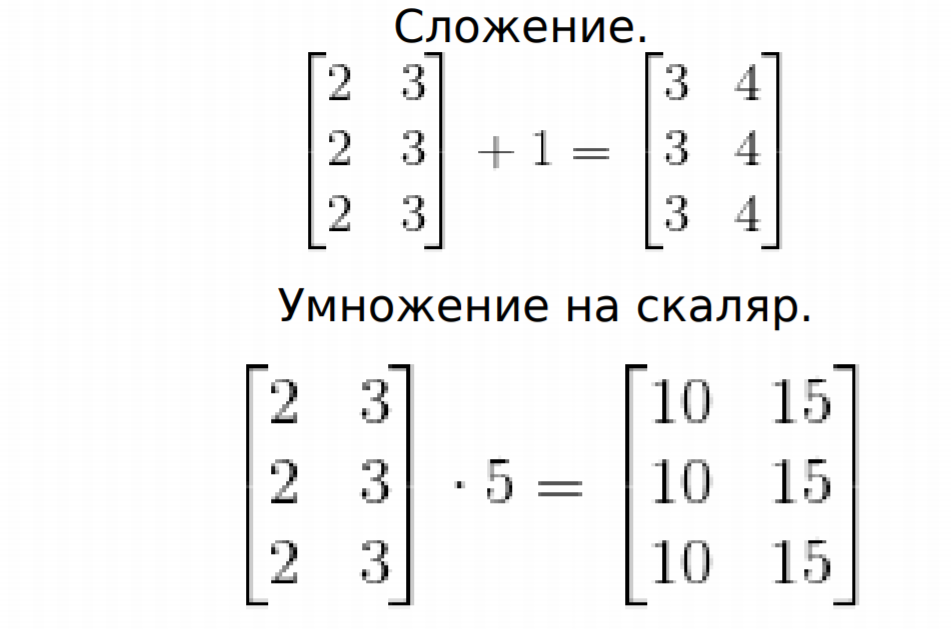 Сложение.
2 3 3 4
2 3 + 1 = 3 4
2 3 3 4
Умножение на скаляр.
2 3 10 15
2 3 · 5 = 10 15
2 3 10 15